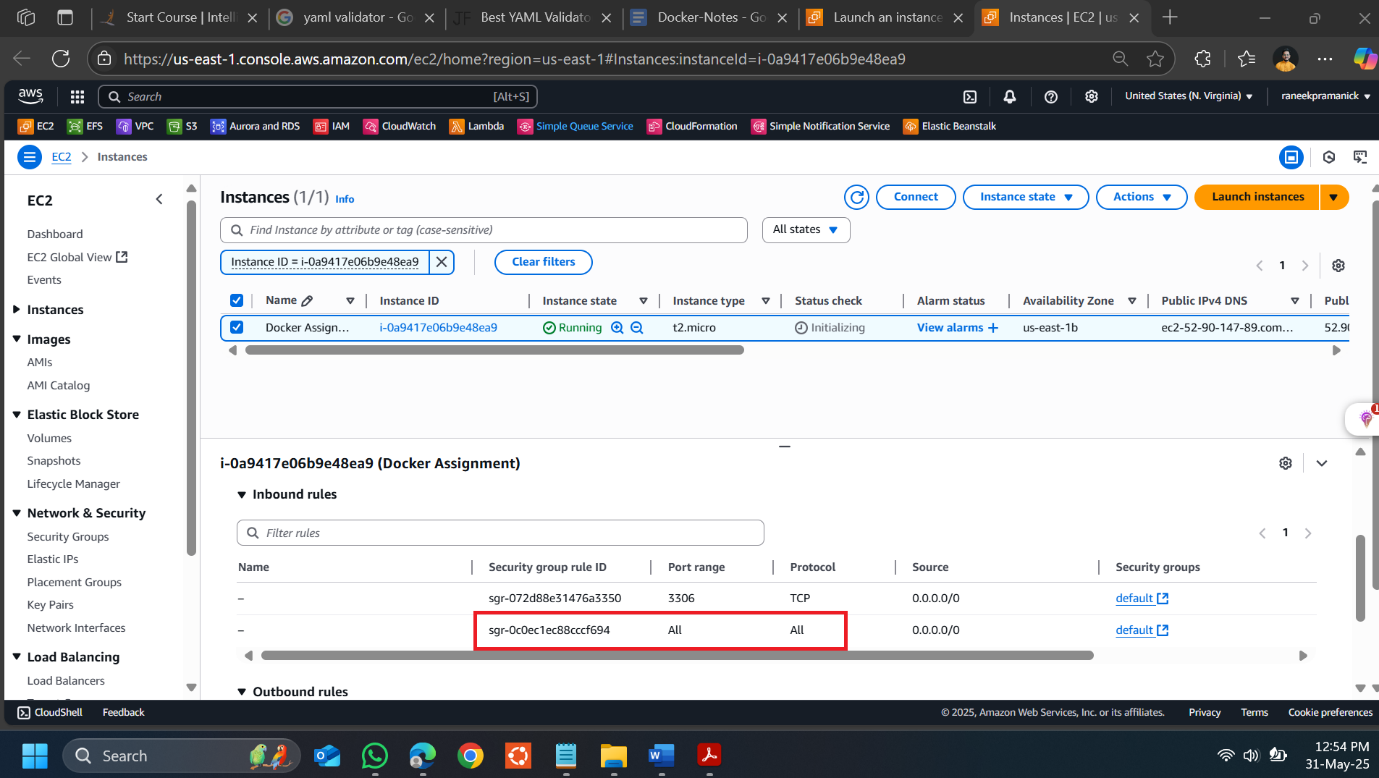 Start Course | Intell
yaml validator - Go
JF Best YAML Validato
Docker-Notes - Go
Launch an instance
Instances | EC2 | us
https://us-east-1.console.aws.amazon.com/ec2/home?region=us-east-1#Instances:instanceId=i-0a9417e06b9e48ea9
aws Search [Alt+S] United States (N. Virginia) raneekpramanick
EC2 EFS VPC S3 Aurora and RDS IAM CloudWatch Lambda Simple Queue Service CloudFormation Simple Notification Service Elastic Beanstalk
EC2 > Instances
EC2
Dashboard
EC2 Global View
Events
Instances
Images
AMIs
AMI Catalog
Elastic Block Store
Volumes
Snapshots
Lifecycle Manager
Network & Security
Security Groups
Elastic IPs
Placement Groups
Key Pairs
Network Interfaces
Load Balancing
Load Balancers
Instances (1/1) Info
Connect Instance state Actions Launch instances
Find Instance by attribute or tag (case-sensitive) All states
Instance ID = i-0a9417e06b9e48ea9 Clear filters
1
Name Instance ID Instance state Instance type Status check Alarm status Availability Zone Public IPv4 DNS Publ
Docker Assign... i-0a9417e06b9e48ea9 Running t2.micro Initializing View alarms + us-east-1b ec2-52-90-147-89.com... 52.90
1
i-0a9417e06b9e48ea9 (Docker Assignment)
Inbound rules
Filter rules
1
Name Security group rule ID Port range Protocol Source Security groups
– sgr-072d88e31476a3350 3306 TCP 0.0.0.0/0 default
– sgr-0c0ec1ec88cccf694 All All 0.0.0.0/0 default
Outbound rules
CloudShell Feedback © 2025, Amazon Web Services, Inc. or its affiliates. Privacy Terms Cookie preferences
Search
12:54 PM
31-May-25